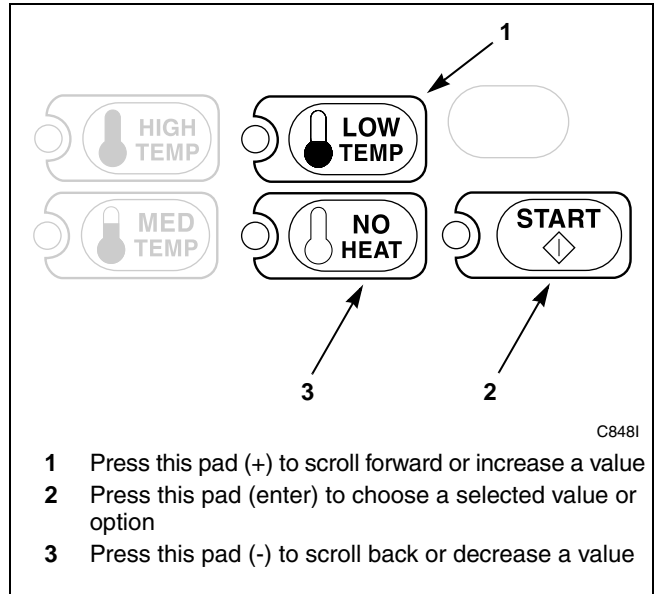 1
HIGH
TEMP
LOW
TEMP
MED
TEMP
NO
HEAT
START
3
2
C848I
1 Press this pad (+) to scroll forward or increase a value
2 Press this pad (enter) to choose a selected value or
option
3 Press this pad (-) to scroll back or decrease a value